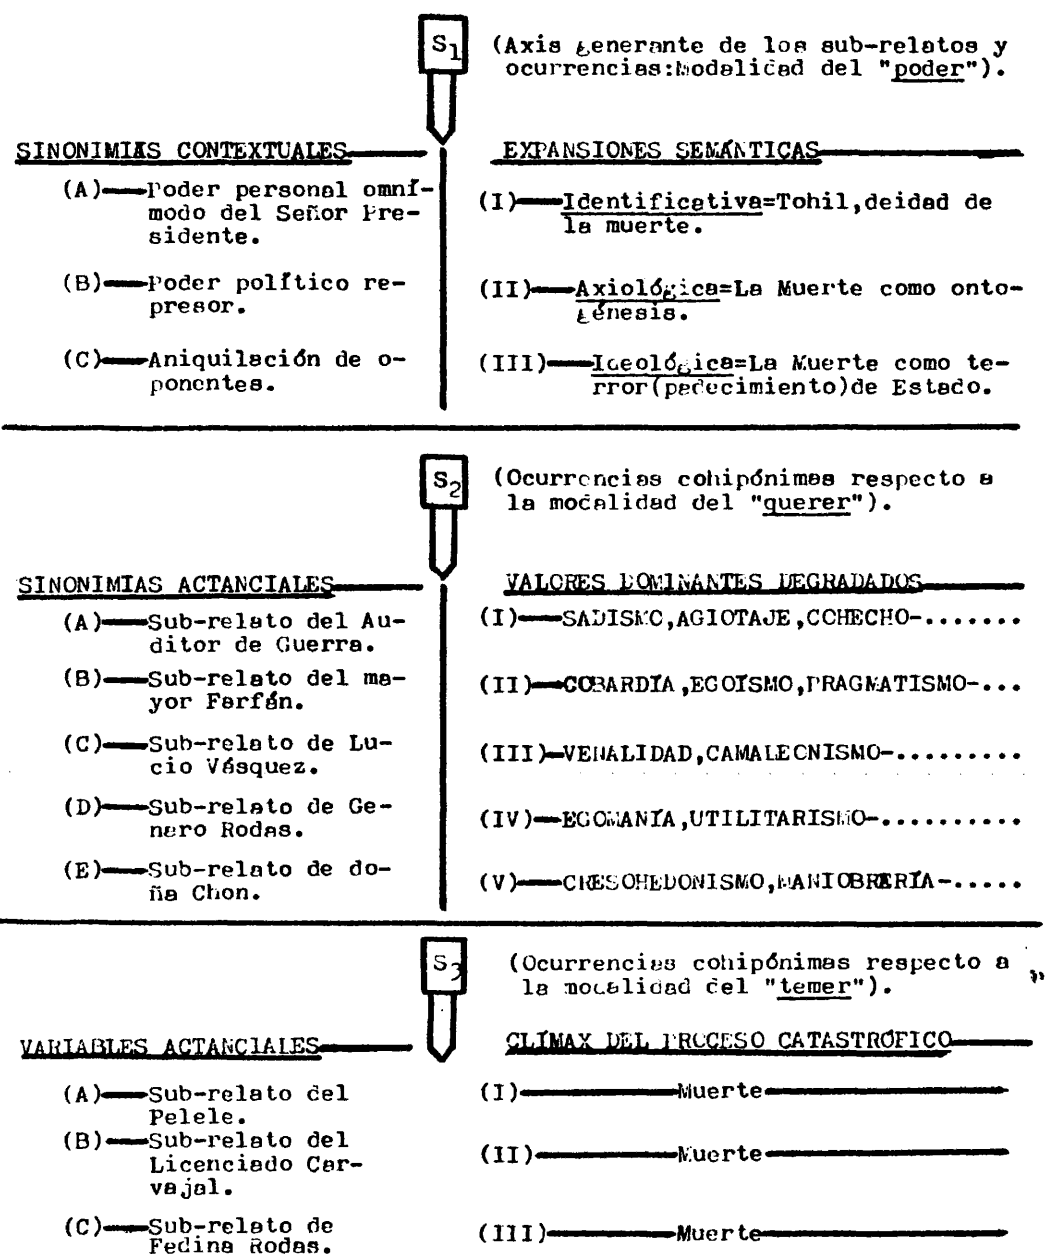 S1
(Axis generante de los sub-relatos y
ocurrencias:Modalidad del "poder").
SINONIMIAS CONTEXTUALES
(A)—Poder personal omní-
modo del Señor Pre-
sidente.
(B)—Poder político re-
presor.
(C)—Aniquilación de o-
ponentes.
EXPANSIONES SEMÁNTICAS
(I)—Identificativa=Tohil,deidad de
la muerte.
(II)—Axiológica=La Muerte como onto-
génesis.
(III)—Ideológica=La Muerte como te-
rror(padecimiento)de Estado.
S2
(Ocurrencias cohipónimas respecto a
la modalidad del "querer").
SINONIMIAS ACTANCIALES
(A)—Sub-relato del Au-
ditor de Guerra.
(B)—Sub-relato del ma-
yor Farfán.
(C)—Sub-relato de Lu-
cio Vásquez.
(D)—Sub-relato de Ge-
naro Rodas.
(E)—Sub-relato de do-
ña Chon.
VALORES DOMINANTES DEGRADADOS
(I)—SADISMO,AGIOTAJE,COHECHO-.......
(II)—COBARDÍA,EGOÍSMO,PRAGMATISMO-...
(III)—VENALIDAD,CAMALEONISMO-.........
(IV)—EGOMANÍA,UTILITARISMO-..........
(V)—CRESOHEDONISMO,MANIOBRERÍA-.....
S3
(Ocurrencias cohipónimas respecto a
la modalidad del "temer").
VARIABLES ACTANCIALES
(A)—Sub-relato del
Pelele.
(B)—Sub-relato del
Licenciado Car-
vajal.
(C)—Sub-relato de
Fedina Rodas.
CLÍMAX DEL PROCESO CATASTRÓFICO
(I)—Muerte—
(II)—Muerte—
(III)—Muerte—